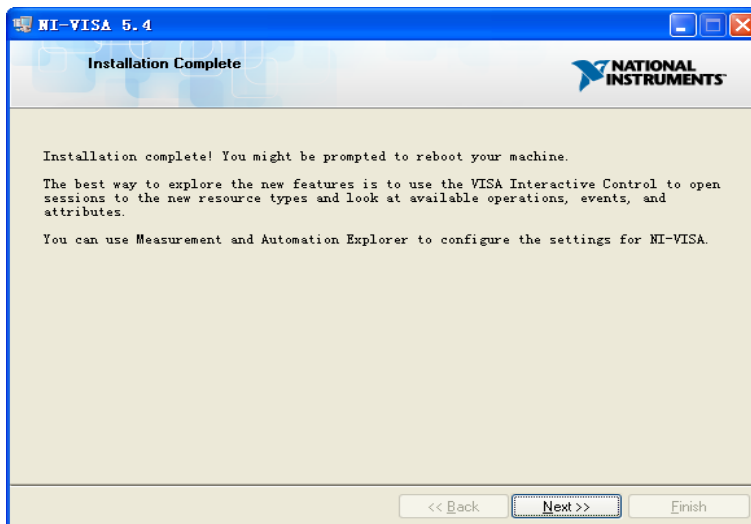 NI-VISA 5.4
Installation Complete
NATIONAL
INSTRUMENTS
Installation complete! You might be prompted to reboot your machine.
The best way to explore the new features is to use the VISA Interactive Control to open
sessions to the new resource types and look at available operations, events, and
attributes.
You can use Measurement and Automation Explorer to configure the settings for NI-VISA.
<< Back
Next >>
Finish